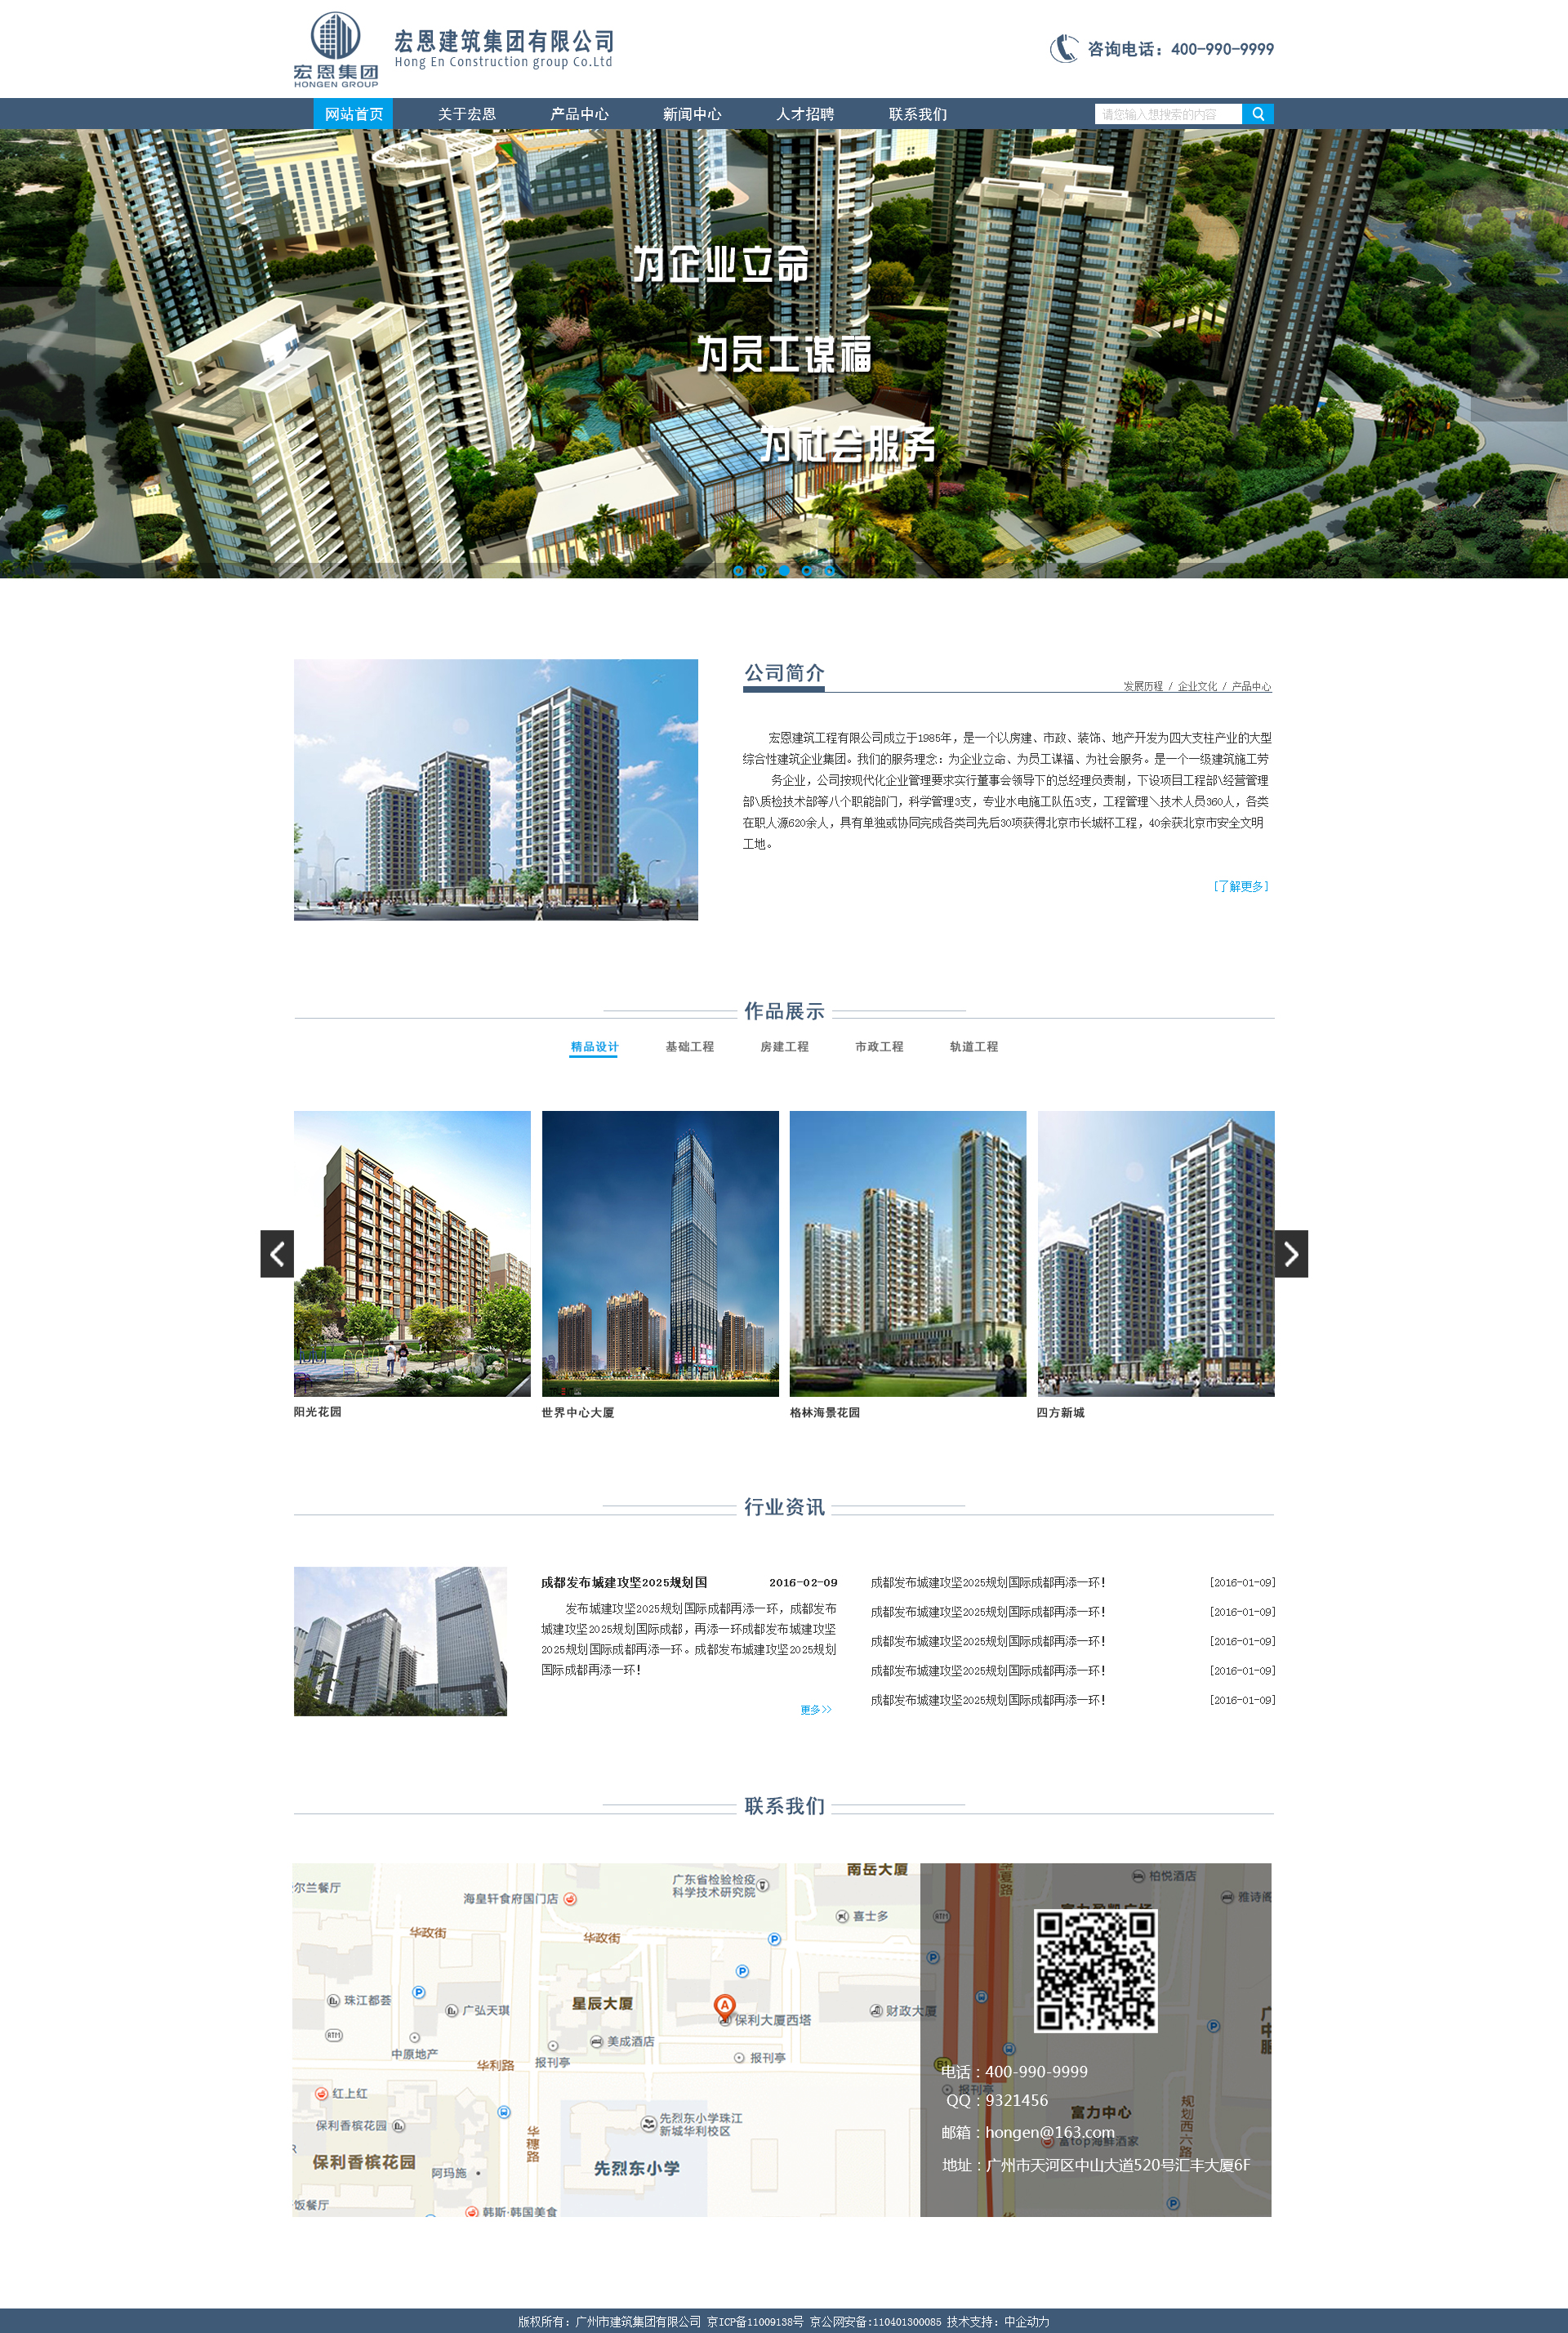 宏恩集团
HONGEN GROUP
宏恩建筑集团有限公司
Hong En Construction group Co.Ltd
咨询电话：400-990-9999
网站首页 关于宏恩 产品中心 新闻中心 人才招聘 联系我们
请您输入想搜索的内容
为企业立命
为员工谋福
为社会服务
公司简介
发展历程 / 企业文化 / 产品中心
宏恩建筑工程有限公司成立于1985年，是一个以房建、市政、装饰、地产开发为四大支柱产业的大型
综合性建筑企业集团。我们的服务理念：为企业立命、为员工谋福、为社会服务。是一个一级建筑施工劳
务企业，公司按现代化企业管理要求实行董事会领导下的总经理负责制，下设项目工程部\经营管理
部\质检技术部等八个职能部门，科学管理3支，专业水电施工队伍3支，工程管理＼技术人员360人，各类
在职人源620余人，具有单独或协同完成各类司先后30项获得北京市长城杯工程，40余获北京市安全文明
工地。
[了解更多]
作品展示
精品设计 基础工程 房建工程 市政工程 轨道工程
阳光花园 世界中心大厦 格林海景花园 四方新城
行业资讯
成都发布城建攻坚2025规划国 2016-02-09
发布城建攻坚2025规划国际成都再添一环，成都发布
城建攻坚2025规划国际成都，再添一环成都发布城建攻坚
2025规划国际成都再添一环。成都发布城建攻坚2025规划
国际成都再添一环！
更多>>
成都发布城建攻坚2025规划国际成都再添一环！ [2016-01-09]
成都发布城建攻坚2025规划国际成都再添一环！ [2016-01-09]
成都发布城建攻坚2025规划国际成都再添一环！ [2016-01-09]
成都发布城建攻坚2025规划国际成都再添一环！ [2016-01-09]
成都发布城建攻坚2025规划国际成都再添一环！ [2016-01-09]
联系我们
南岳大厦
尔兰餐厅
海皇轩食府国门店
广东省检验检疫
科学技术研究院
柏悦酒店
雅诗阁
喜士多
华政街
华政街
珠江都荟
广弘天琪
星辰大厦
A
保利大厦西塔
财政大厦
美成酒店
中原地产
华利路
报刊亭
报刊亭
报刊亭
红上红
保利香槟花园
先烈东小学珠江
新城华利校区
华穗路
保利香槟花园
阿玛施
先烈东小学
饭餐厅
韩斯·韩国美食
富力中心
富top海鲜酒家
规划西六路
电话：400-990-9999
QQ：9321456
邮箱：hongen@163.com
地址：广州市天河区中山大道520号汇丰大厦6F
版权所有：广州市建筑集团有限公司 京ICP备11009138号 京公网安备:110401300085 技术支持：中企动力